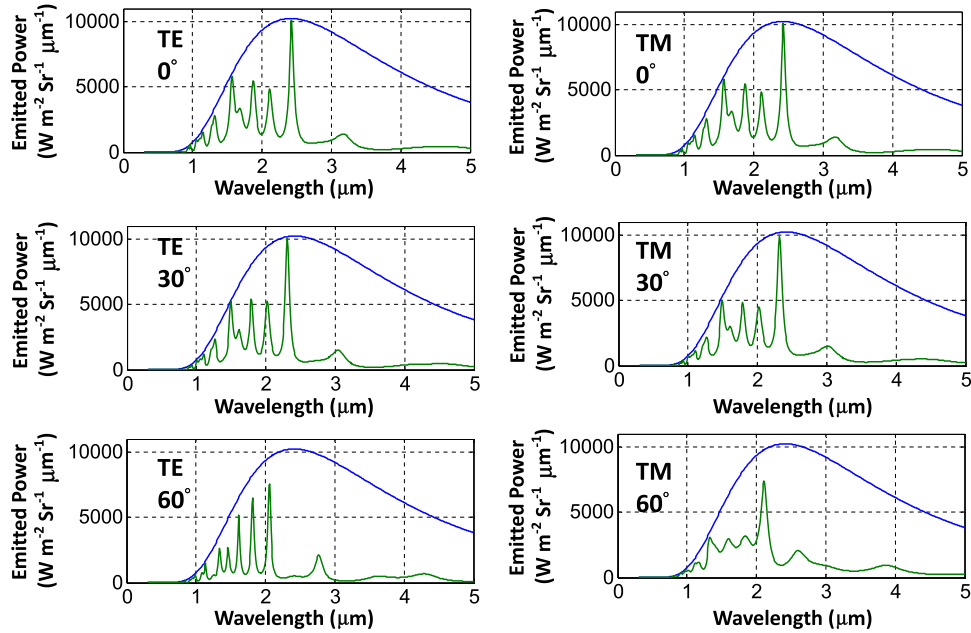 10000
5000
0
TE
0°
0 1 2 3 4 5
Wavelength (μm)
Emitted Power
(W m⁻² Sr⁻¹ μm⁻¹)
10000
5000
0
TM
0°
0 1 2 3 4 5
Wavelength (μm)
Emitted Power
(W m⁻² Sr⁻¹ μm⁻¹)
10000
5000
0
TE
30°
0 1 2 3 4 5
Wavelength (μm)
Emitted Power
(W m⁻² Sr⁻¹ μm⁻¹)
10000
5000
0
TM
30°
0 1 2 3 4 5
Wavelength (μm)
Emitted Power
(W m⁻² Sr⁻¹ μm⁻¹)
10000
5000
0
TE
60°
0 1 2 3 4 5
Wavelength (μm)
Emitted Power
(W m⁻² Sr⁻¹ μm⁻¹)
10000
5000
0
TM
60°
0 1 2 3 4 5
Wavelength (μm)
Emitted Power
(W m⁻² Sr⁻¹ μm⁻¹)